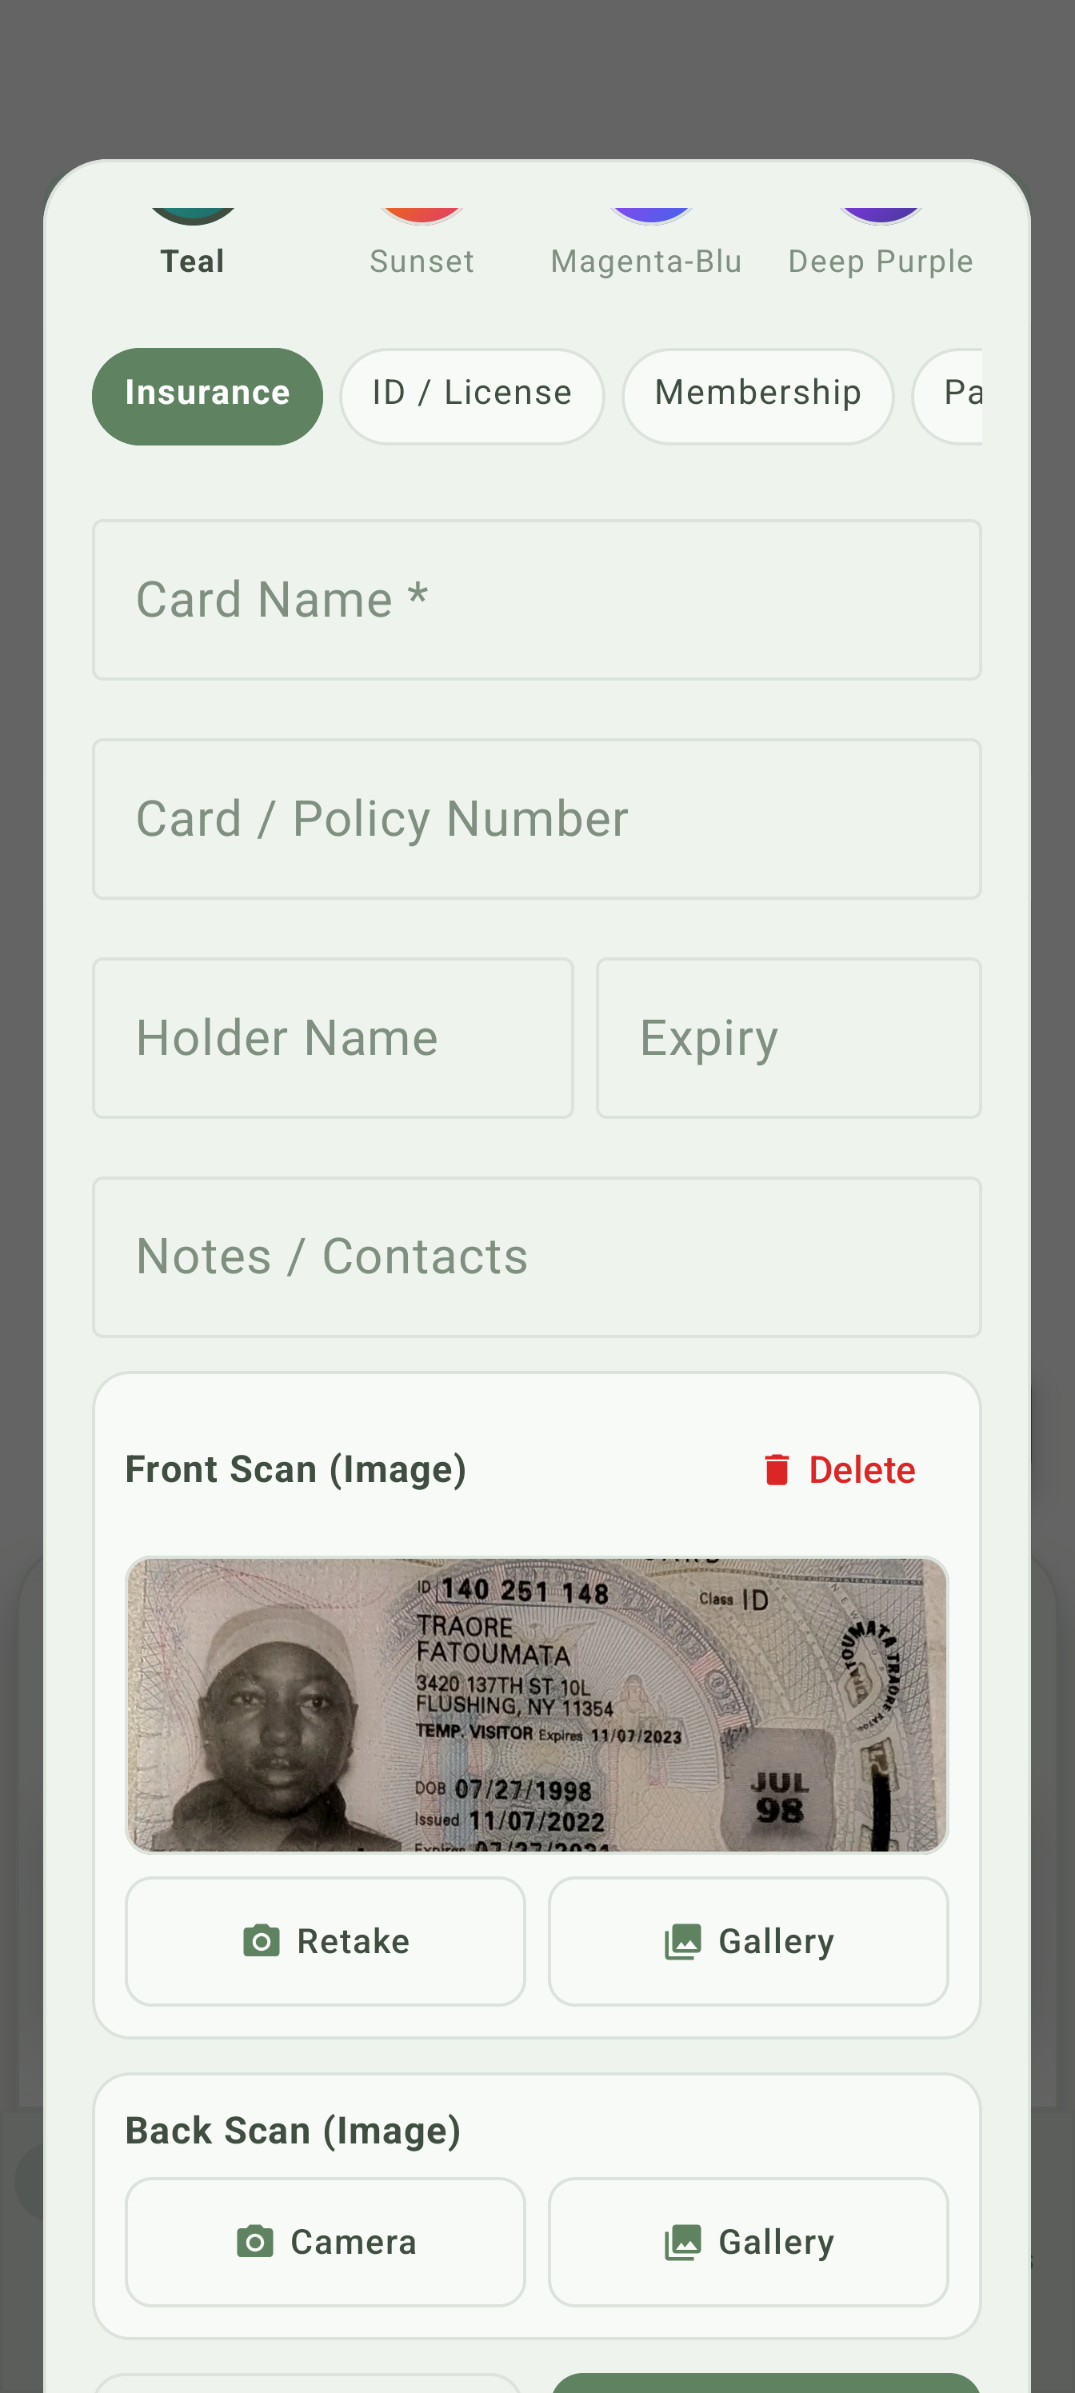 Teal
Sunset
Magenta-Blu
Deep Purple
Insurance
ID / License
Membership
Pa
Card Name *
Card / Policy Number
Holder Name
Expiry
Notes / Contacts
Front Scan (Image)
Delete
ID 140 251 148
Class ID
TRAORE
FATOUMATA
3420 137TH ST 10L
FLUSHING, NY 11354
TEMP. VISITOR Expires 11/07/2023
DOB 07/27/1998
Issued 11/07/2022
JUL
98
FATOUMATA TRAORE
Retake
Gallery
Back Scan (Image)
Camera
Gallery